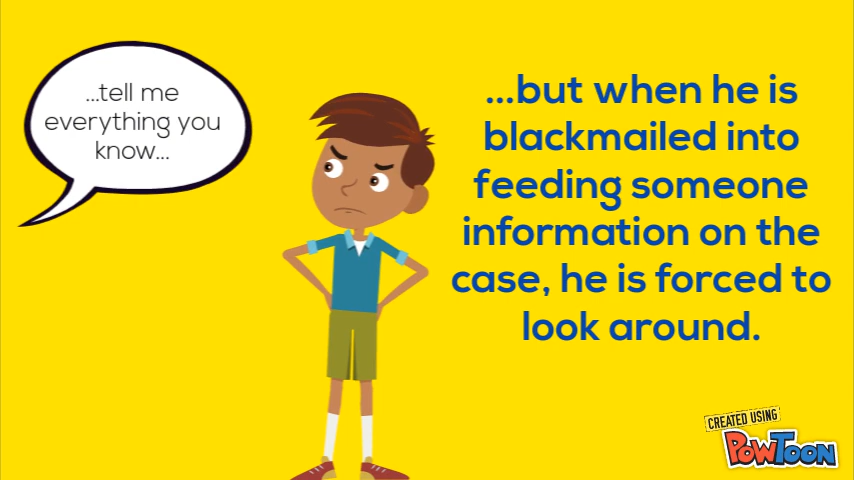 ...tell me
everything you
know...
...but when he is
blackmailed into
feeding someone
information on the
case, he is forced to
look around.
CREATED USING
POWTOON